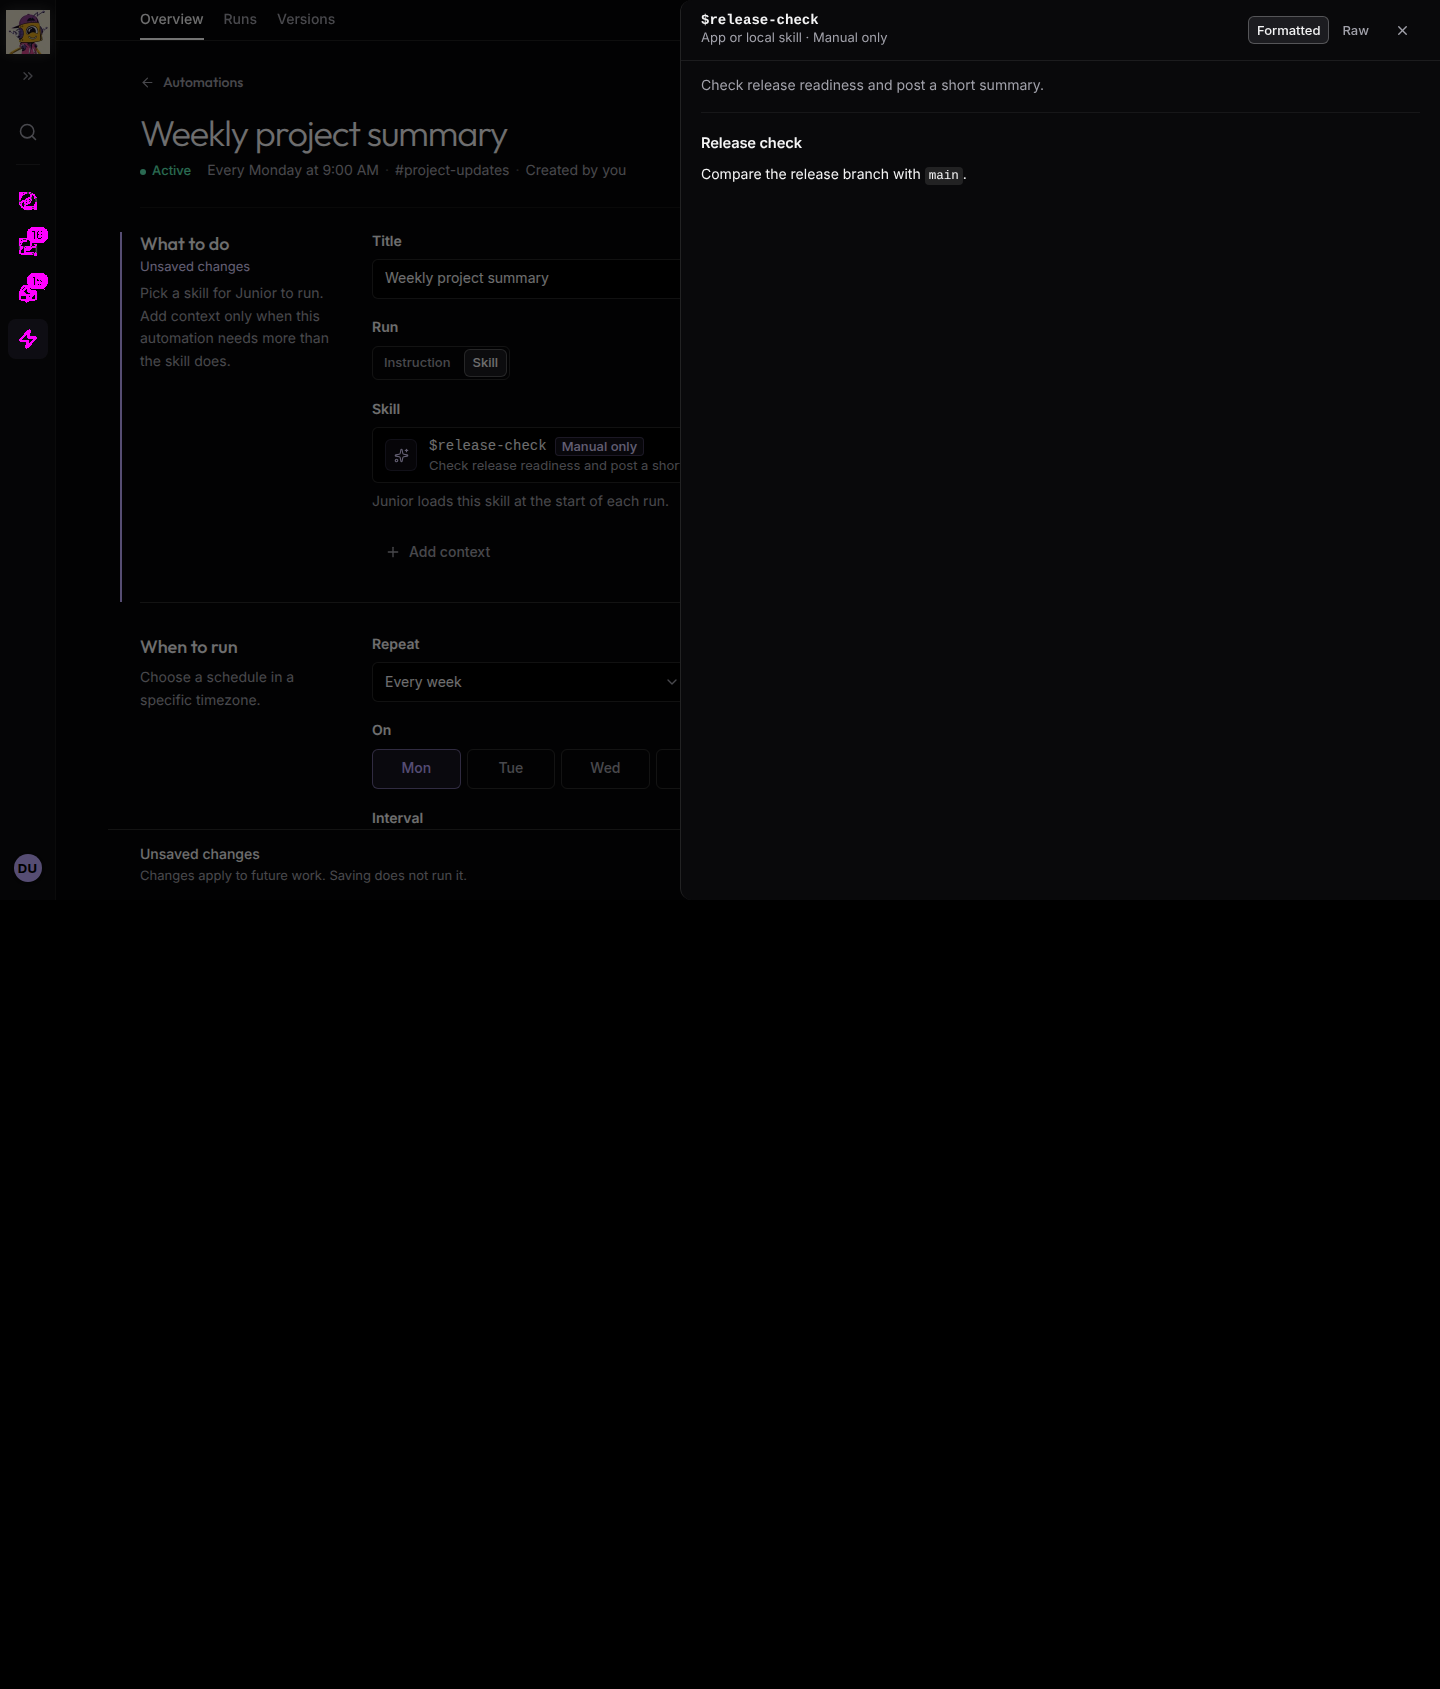 Overview Runs Versions
Automations
Weekly project summary
Active Every Monday at 9:00 AM · #project-updates · Created by you
What to do
Unsaved changes
Pick a skill for Junior to run.
Add context only when this
automation needs more than
the skill does.
Title
Weekly project summary
Run
Instruction Skill
Skill
$release-check Manual only
Check release readiness and post a shor
Junior loads this skill at the start of each run.
Add context
When to run
Choose a schedule in a
specific timezone.
Repeat
Every week
On
Mon Tue Wed
Interval
Unsaved changes
Changes apply to future work. Saving does not run it.
DU
$release-check
App or local skill · Manual only
Formatted Raw
Check release readiness and post a short summary.
Release check
Compare the release branch with main.